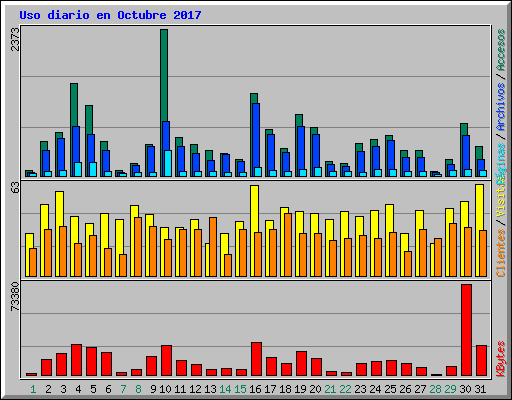 Uso diario en Octubre 2017
2373
63
73380
Accesos / Archivos / Páginas
Visitas / Clientes
KBytes
1 2 3 4 5 6 7 8 9 10 11 12 13 14 15 16 17 18 19 20 21 22 23 24 25 26 27 28 29 30 31